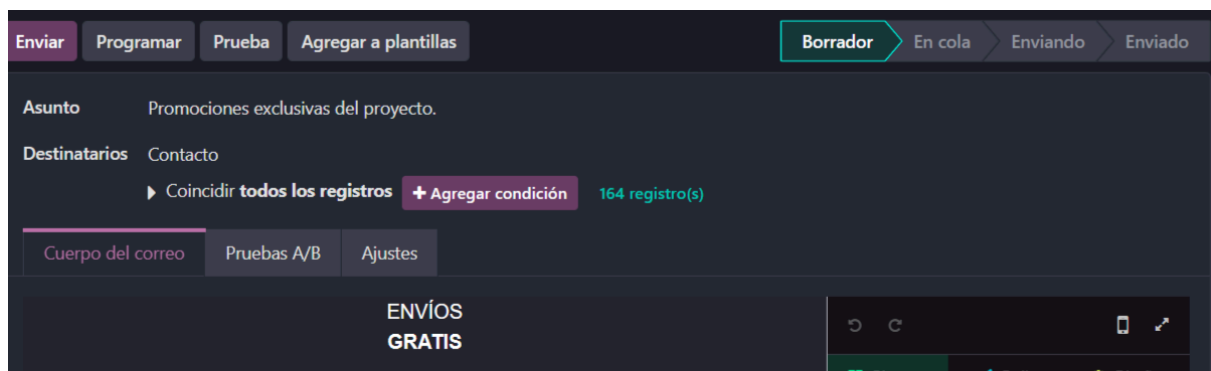 Enviar Programar Prueba Agregar a plantillas Borrador En cola Enviando Enviado
Asunto Promociones exclusivas del proyecto.
Destinatarios Contacto
Coincidir todos los registros + Agregar condición 164 registro(s)
Cuerpo del correo Pruebas A/B Ajustes
ENVÍOS
GRATIS